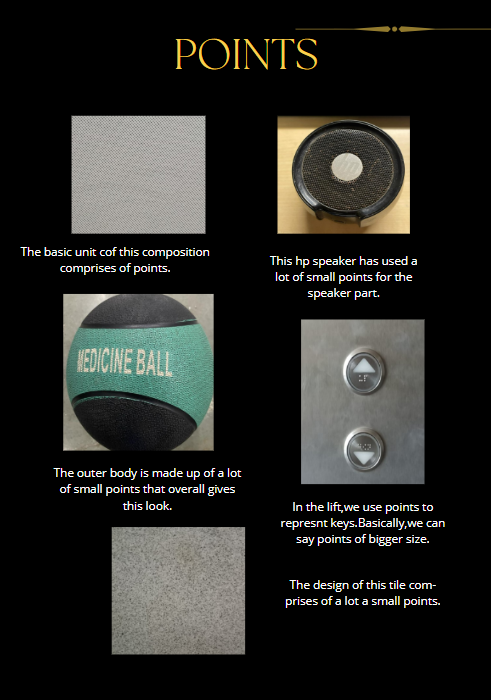 POINTS
The basic unit cof this composition
comprises of points.
This hp speaker has used a
lot of small points for the
speaker part.
MEDICINE BALL
The outer body is made up of a lot
of small points that overall gives
this look.
In the lift,we use points to
represnt keys.Basically,we can
say points of bigger size.
The design of this tile com-
prises of a lot a small points.